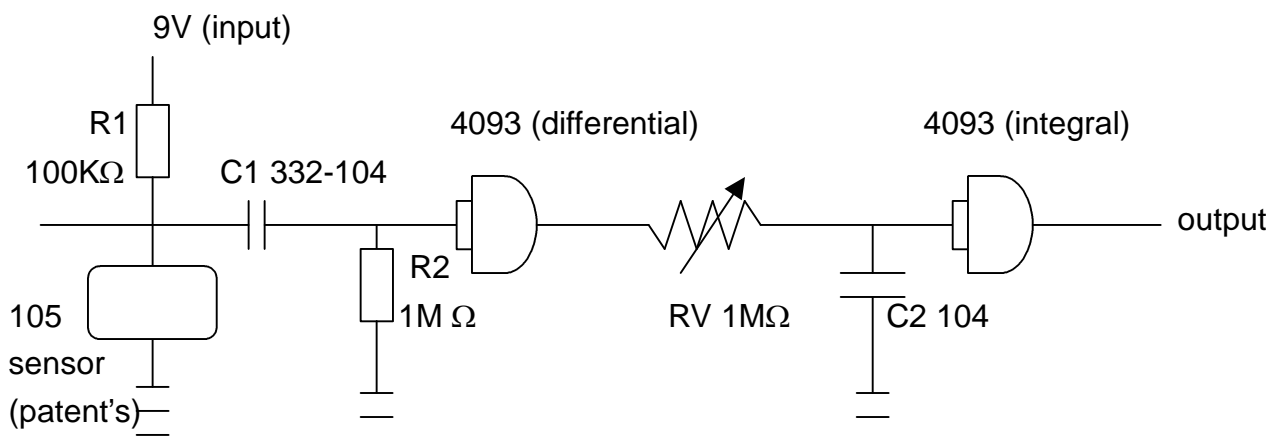 9V (input)
R1
100KΩ
C1 332-104
4093 (differential)
4093 (integral)
output
R2
1M Ω
RV 1MΩ
C2 104
105
sensor
(patent's)